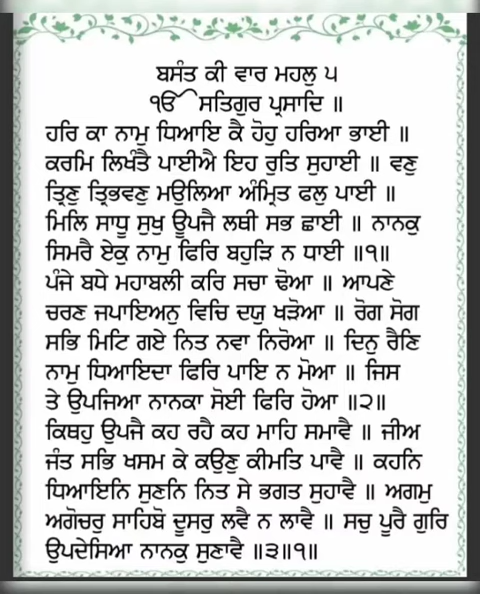 ਬਸੰਤ ਕੀ ਵਾਰ ਮਹਲੁ ੫
ੴ ਸਤਿਗੁਰ ਪ੍ਰਸਾਦਿ ॥
ਹਰਿ ਕਾ ਨਾਮੁ ਧਿਆਇ ਕੈ ਹੋਹੁ ਹਰਿਆ ਭਾਈ ॥
ਕਰਮਿ ਲਿਖੰਤੈ ਪਾਈਐ ਇਹ ਰੁਤਿ ਸੁਹਾਈ ॥ ਵਣੁ
ਤ੍ਰਿਣੁ ਤ੍ਰਿਭਵਣੁ ਮਉਲਿਆ ਅੰਮ੍ਰਿਤ ਫਲੁ ਪਾਈ ॥
ਮਿਲਿ ਸਾਧੂ ਸੁਖੁ ਊਪਜੈ ਲਥੀ ਸਭ ਛਾਈ ॥ ਨਾਨਕੁ
ਸਿਮਰੈ ਏਕੁ ਨਾਮੁ ਫਿਰਿ ਬਹੁੜਿ ਨ ਧਾਈ ॥੧॥
ਪੰਜੇ ਬਧੇ ਮਹਾਬਲੀ ਕਰਿ ਸਚਾ ਢੋਆ ॥ ਆਪਣੇ
ਚਰਣ ਜਪਾਇਅਨੁ ਵਿਚਿ ਦਯੁ ਖੜੋਆ ॥ ਰੋਗ ਸੋਗ
ਸਭਿ ਮਿਟਿ ਗਏ ਨਿਤ ਨਵਾ ਨਿਰੋਆ ॥ ਦਿਨੁ ਰੈਣਿ
ਨਾਮੁ ਧਿਆਇਦਾ ਫਿਰਿ ਪਾਇ ਨ ਮੋਆ ॥ ਜਿਸ
ਤੇ ਉਪਜਿਆ ਨਾਨਕਾ ਸੋਈ ਫਿਰਿ ਹੋਆ ॥੨॥
ਕਿਥਹੁ ਉਪਜੈ ਕਹ ਰਹੈ ਕਹ ਮਾਹਿ ਸਮਾਵੈ ॥ ਜੀਅ
ਜੰਤ ਸਭਿ ਖਸਮ ਕੇ ਕਉਣੁ ਕੀਮਤਿ ਪਾਵੈ ॥ ਕਹਨਿ
ਧਿਆਇਨਿ ਸੁਣਨਿ ਨਿਤ ਸੇ ਭਗਤ ਸੁਹਾਵੈ ॥ ਅਗਮੁ
ਅਗੋਚਰੁ ਸਾਹਿਬੋ ਦੂਸਰੁ ਲਵੈ ਨ ਲਾਵੈ ॥ ਸਚੁ ਪੂਰੈ ਗੁਰਿ
ਉਪਦੇਸਿਆ ਨਾਨਕੁ ਸੁਣਾਵੈ ॥੩॥੧॥